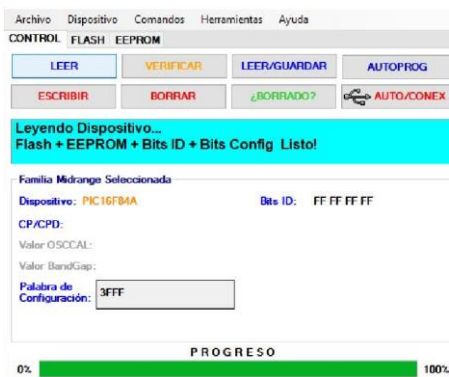 Archivo Dispositivo Comandos Herramientas Ayuda
CONTROL FLASH EEPROM
LEER VERIFICAR LEER/GUARDAR AUTOPROG
ESCRIBIR BORRAR ¿BORRADO? AUTO/CONEX
Leyendo Dispositivo...
Flash + EEPROM + Bits ID + Bits Config Listo!
Familia Midrange Seleccionada
Dispositivo: PIC16F84A Bits ID: FF FF FF FF
CP/CPD:
Valor OSCCAL:
Valor BandGap:
Palabra de
Configuración: 3FFF
PROGRESO
0% 100%